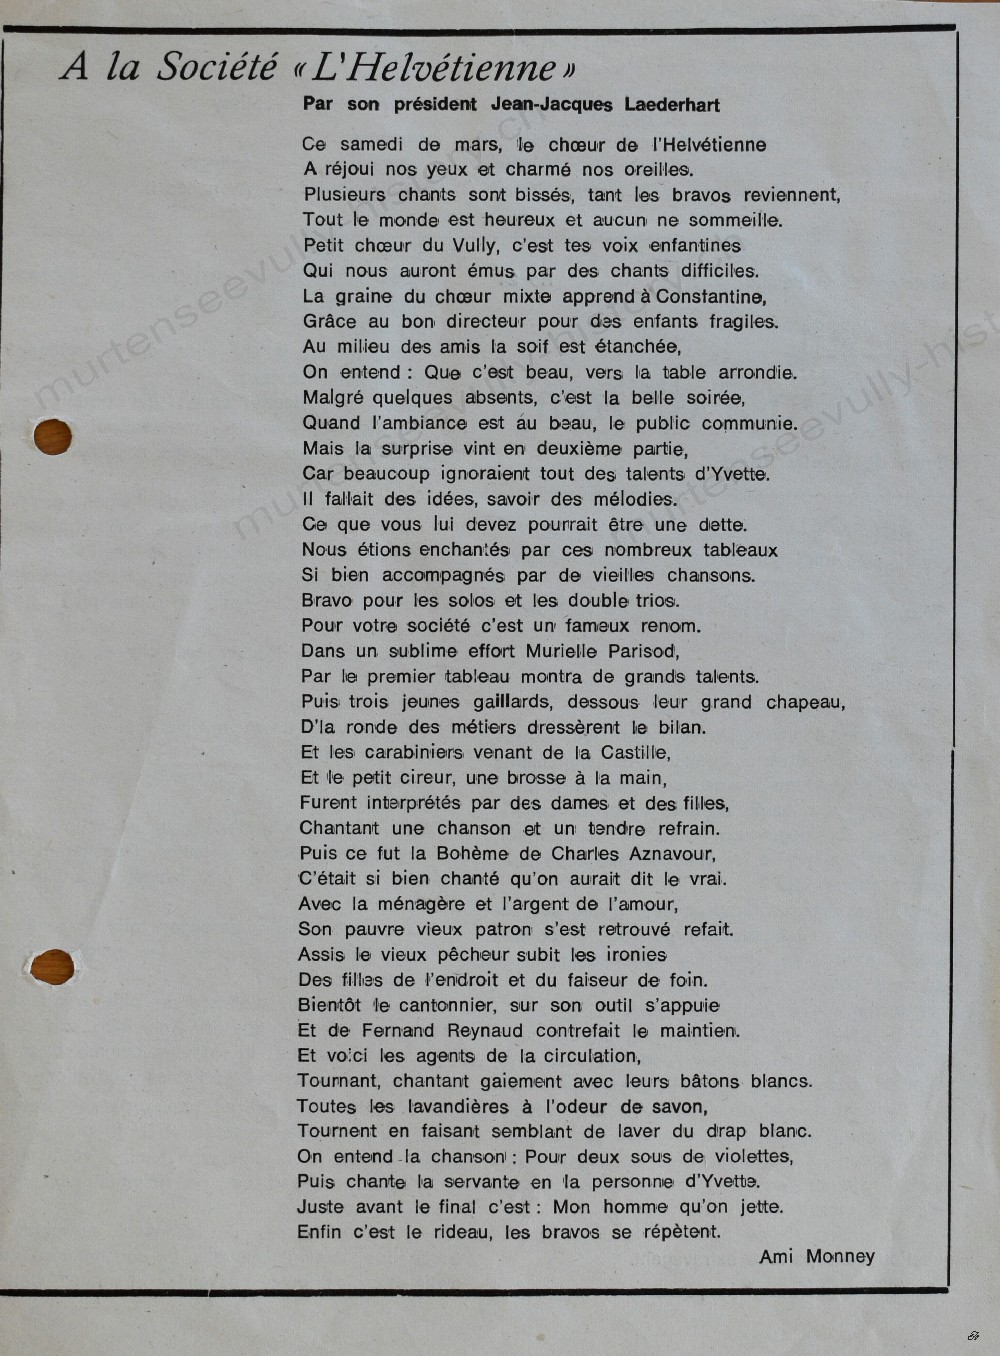 A la Société « L'Helvétienne »
Par son président Jean-Jacques Laederhart
Ce samedi de mars, le chœur de l'Helvétienne
A réjoui nos yeux et charmé nos oreilles.
Plusieurs chants sont bissés, tant les bravos reviennent,
Tout le monde est heureux et aucun ne sommeille.
Petit chœur du Vully, c'est tes voix enfantines
Qui nous auront émus par des chants difficiles.
La graine du chœur mixte apprend à Constantine,
Grâce au bon directeur pour des enfants fragiles.
Au milieu des amis la soif est étanchée,
On entend : Que c'est beau, vers la table arrondie.
Malgré quelques absents, c'est la belle soirée,
Quand l'ambiance est au beau, le public communie.
Mais la surprise vint en deuxième partie,
Car beaucoup ignoraient tout des talents d'Yvette.
Il fallait des idées, savoir des mélodies.
Ce que vous lui devez pourrait être une dette.
Nous étions enchantés par ces nombreux tableaux
Si bien accompagnés par de vieilles chansons.
Bravo pour les solos et les double trios.
Pour votre société c'est un fameux renom.
Dans un sublime effort Murielle Parisod,
Par le premier tableau montra de grands talents.
Puis trois jeunes gaillards, dessous leur grand chapeau,
D'la ronde des métiers dressèrent le bilan.
Et les carabiniers venant de la Castille,
Et le petit cireur, une brosse à la main,
Furent interprétés par des dames et des filles,
Chantant une chanson et un tendre refrain.
Puis ce fut la Bohème de Charles Aznavour,
C'était si bien chanté qu'on aurait dit le vrai.
Avec la ménagère et l'argent de l'amour,
Son pauvre vieux patron s'est retrouvé refait.
Assis le vieux pêcheur subit les ironies
Des filles de l'endroit et du faiseur de foin.
Bientôt le cantonnier, sur son outil s'appuie
Et de Fernand Reynaud contrefait le maintien.
Et voici les agents de la circulation,
Tournant, chantant gaiement avec leurs bâtons blancs.
Toutes les lavandières à l'odeur de savon,
Tournent en faisant semblant de laver du drap blanc.
On entend la chanson : Pour deux sous de violettes,
Puis chante la servante en la personne d'Yvette.
Juste avant le final c'est : Mon homme qu'on jette.
Enfin c'est le rideau, les bravos se répètent.
Ami Monney
murtenseevully-history.ch
murtenseevully-history.ch
murtenseevully-hist